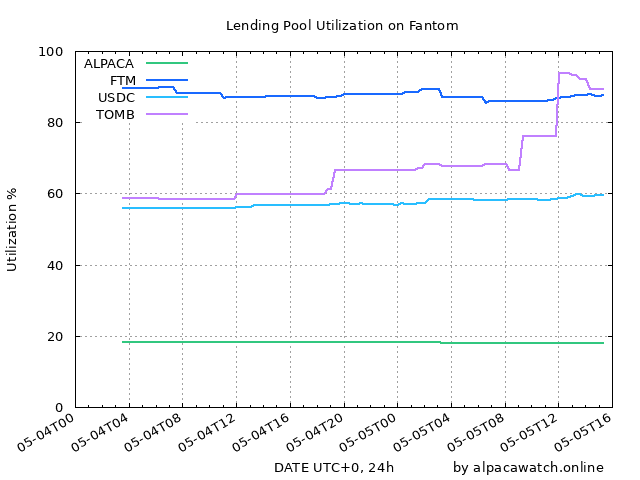 Lending Pool Utilization on Fantom
100
80
60
40
20
0
Utilization %
ALPACA
FTM
USDC
TOMB
05-04T00
05-04T04
05-04T08
05-04T12
05-04T16
05-04T20
05-05T00
05-05T04
05-05T08
05-05T12
05-05T16
DATE UTC+0, 24h
by alpacawatch.online